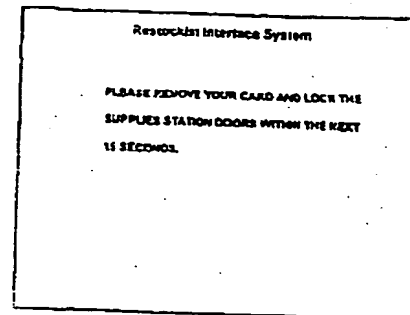 Restockist Interface System
PLEASE REMOVE YOUR CARD AND LOCK THE
SUPPLIES STATION DOORS WITHIN THE NEXT
15 SECONDS.